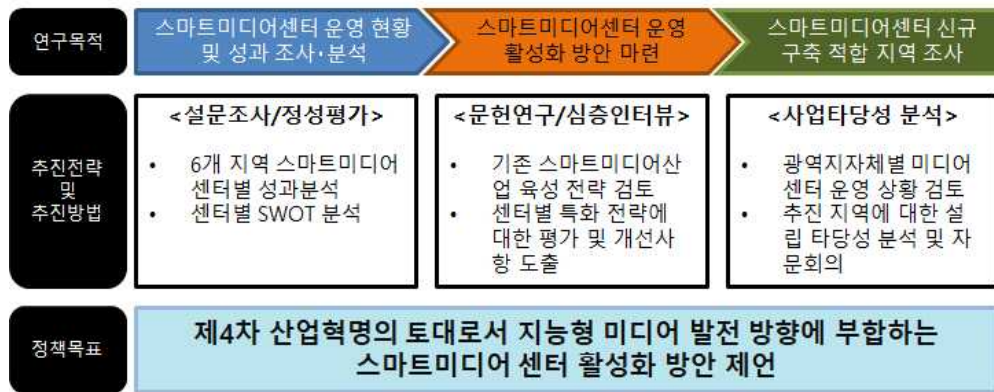 연구목적
스마트미디어센터 운영 현황
및 성과 조사·분석
스마트미디어센터 운영
활성화 방안 마련
스마트미디어센터 신규
구축 적합 지역 조사
추진전략
및
추진방법
<설문조사/정성평가>
• 6개 지역 스마트미디어
센터별 성과분석
• 센터별 SWOT 분석
<문헌연구/심층인터뷰>
• 기존 스마트미디어산
업 육성 전략 검토
• 센터별 특화 전략에
대한 평가 및 개선사
항 도출
<사업타당성 분석>
• 광역지자체별 미디어
센터 운영 상황 검토
• 추진 지역에 대한 설
립 타당성 분석 및 자
문회의
정책목표
제4차 산업혁명의 토대로서 지능형 미디어 발전 방향에 부합하는
스마트미디어 센터 활성화 방안 제언